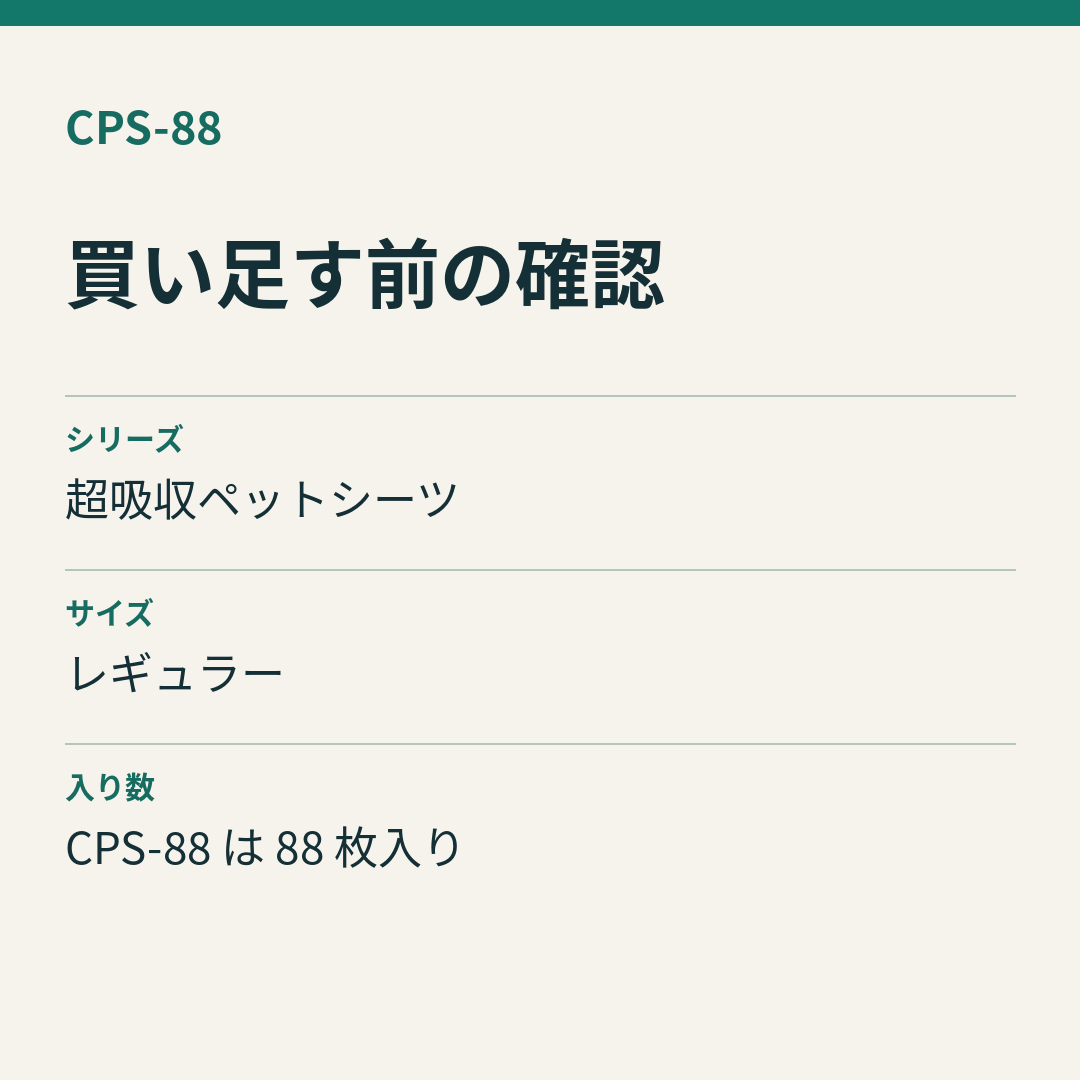 CPS-88
買い足す前の確認
シリーズ
超吸収ペットシーツ
サイズ
レギュラー
入り数
CPS-88 は 88 枚入り